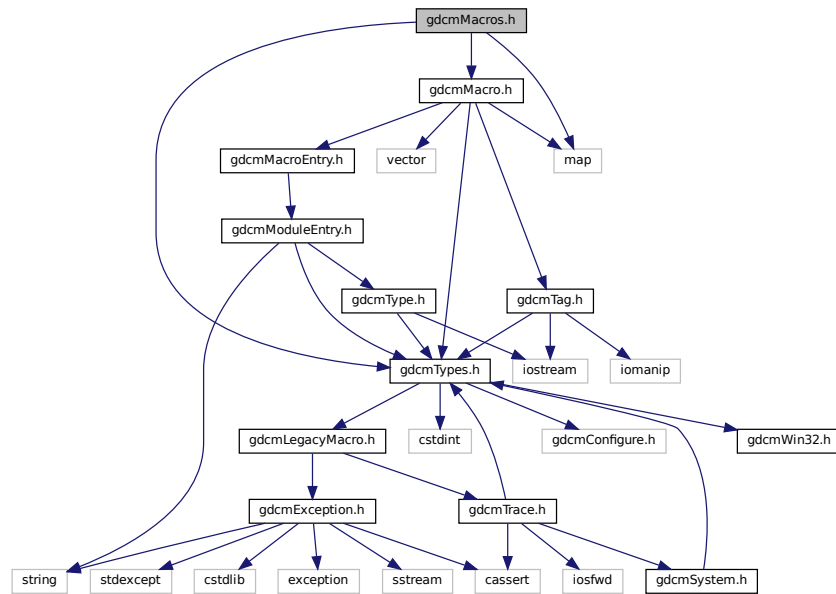 gdcmMacros.h
gdcmMacro.h
gdcmMacroEntry.h
vector
map
gdcmModuleEntry.h
gdcmType.h
gdcmTag.h
gdcmTypes.h
iostream
iomanip
gdcmLegacyMacro.h
cstdint
gdcmConfigure.h
gdcmWin32.h
gdcmException.h
gdcmTrace.h
string
stdexcept
cstdlib
exception
sstream
cassert
iosfwd
gdcmSystem.h